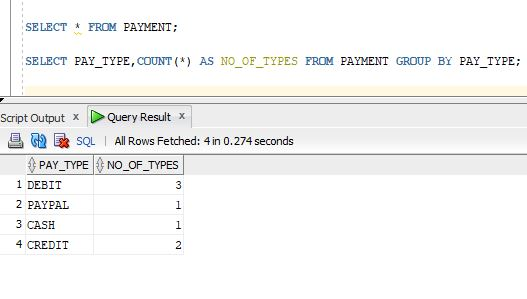 SELECT * FROM PAYMENT;
SELECT PAY_TYPE,COUNT(*) AS NO_OF_TYPES FROM PAYMENT GROUP BY PAY_TYPE;
Script Output x Query Result x
SQL | All Rows Fetched: 4 in 0.274 seconds
PAY_TYPE NO_OF_TYPES
1 DEBIT 3
2 PAYPAL 1
3 CASH 1
4 CREDIT 2